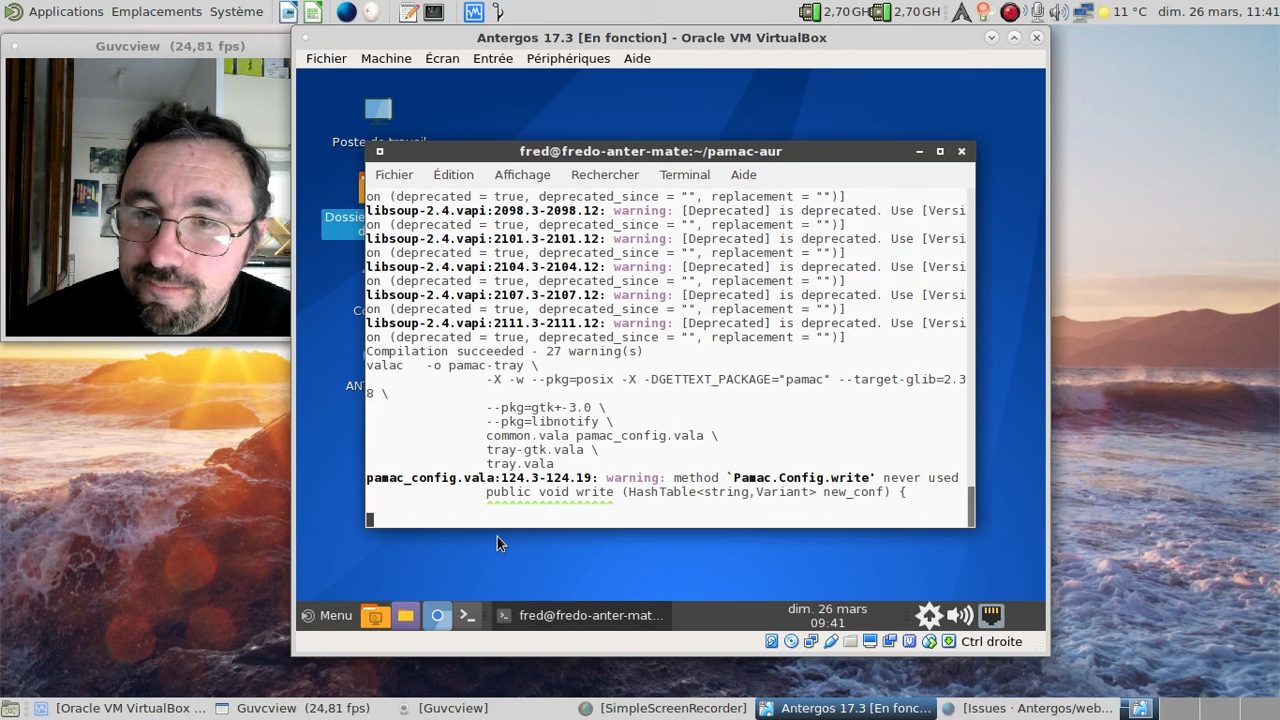 Applications Emplacements Système
2,70 GH 2,70 GH 11 °C dim. 26 mars, 11:41
Guvcview (24,81 fps)
Antergos 17.3 [En fonction] - Oracle VM VirtualBox
Fichier Machine Écran Entrée Périphériques Aide
Poste de travail
Dossie
d
C
ANT
fred@fredo-anter-mate:~/pamac-aur
Fichier Édition Affichage Rechercher Terminal Aide
on (deprecated = true, deprecated_since = "", replacement = "")]
libsoup-2.4.vapi:2098.3-2098.12: warning: [Deprecated] is deprecated. Use [Versi
on (deprecated = true, deprecated_since = "", replacement = "")]
libsoup-2.4.vapi:2101.3-2101.12: warning: [Deprecated] is deprecated. Use [Versi
on (deprecated = true, deprecated_since = "", replacement = "")]
libsoup-2.4.vapi:2104.3-2104.12: warning: [Deprecated] is deprecated. Use [Versi
on (deprecated = true, deprecated_since = "", replacement = "")]
libsoup-2.4.vapi:2107.3-2107.12: warning: [Deprecated] is deprecated. Use [Versi
on (deprecated = true, deprecated_since = "", replacement = "")]
libsoup-2.4.vapi:2111.3-2111.12: warning: [Deprecated] is deprecated. Use [Versi
on (deprecated = true, deprecated_since = "", replacement = "")]
Compilation succeeded - 27 warning(s)
valac -o pamac-tray \
-X -w --pkg=posix -X -DGETTEXT_PACKAGE="pamac" --target-glib=2.3
8 \
--pkg=gtk+-3.0 \
--pkg=libnotify \
common.vala pamac_config.vala \
tray-gtk.vala \
tray.vala
pamac_config.vala:124.3-124.19: warning: method `Pamac.Config.write' never used
public void write (HashTable<string,Variant> new_conf) {
^^^^^^^^^^^^^^^^^
Menu fred@fredo-anter-mat... dim. 26 mars
09:41
Ctrl droite
[Oracle VM VirtualBox ... Guvcview (24,81 fps) [Guvcview] [SimpleScreenRecorder] Antergos 17.3 [En fonc... [Issues · Antergos/web...